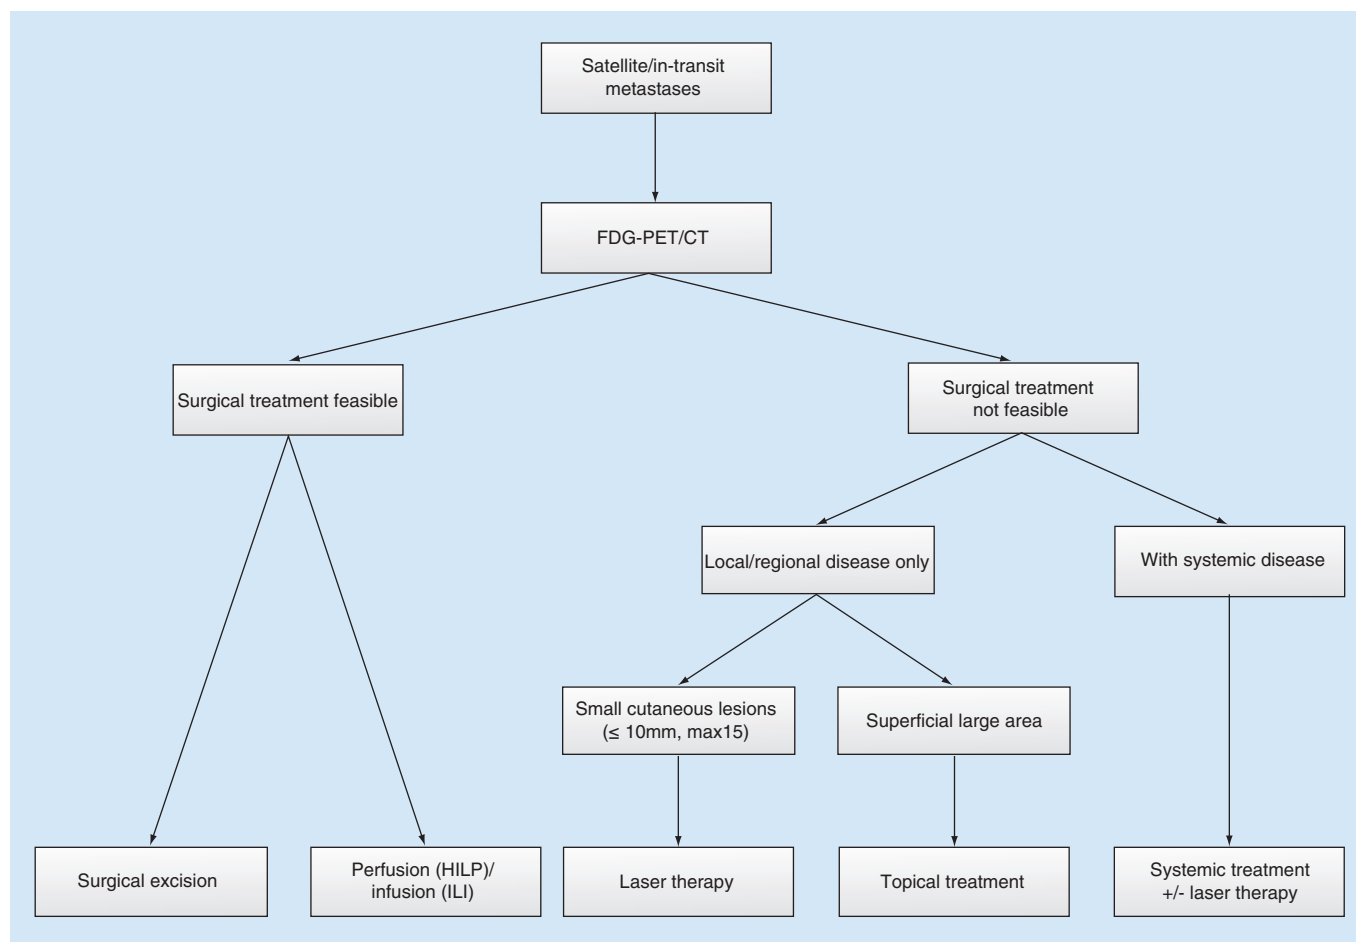 Satellite/in-transit
metastases
FDG-PET/CT
Surgical treatment feasible
Surgical treatment
not feasible
Local/regional disease only
With systemic disease
Small cutaneous lesions
(≤ 10mm, max15)
Superficial large area
Surgical excision
Perfusion (HILP)/
infusion (ILI)
Laser therapy
Topical treatment
Systemic treatment
+/- laser therapy